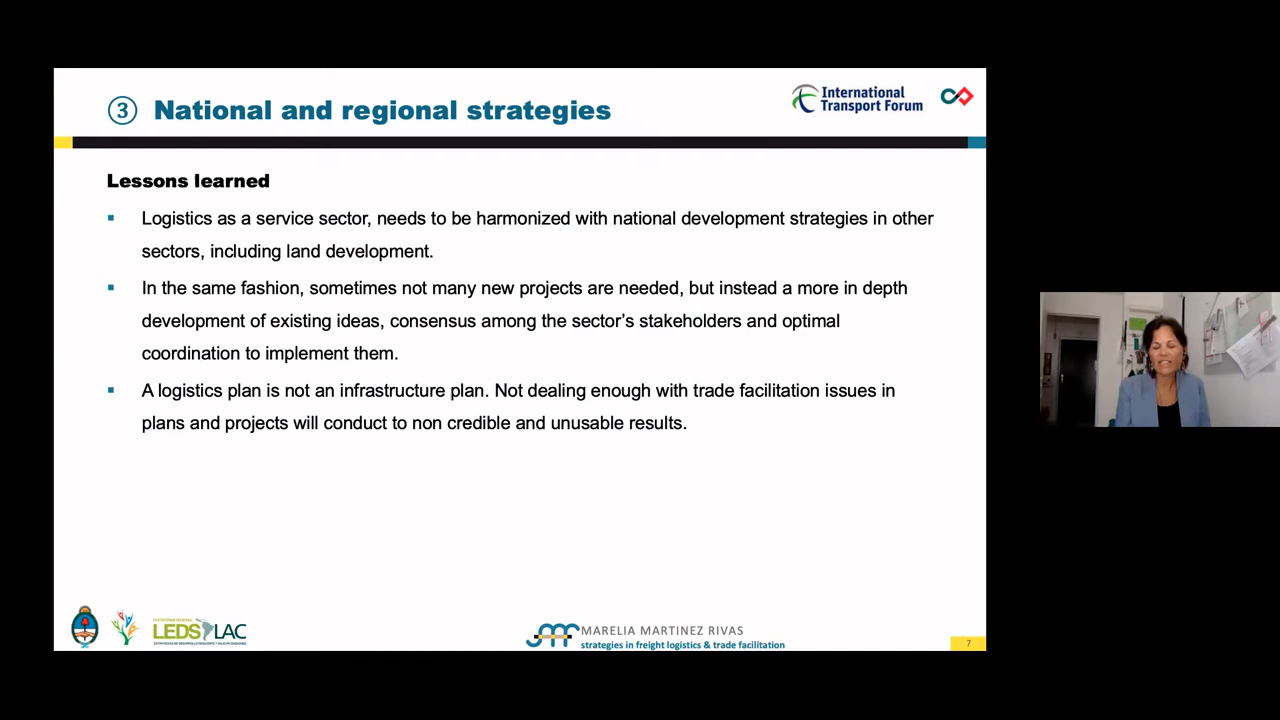 ③ National and regional strategies
International
Transport Forum
Lessons learned
▪ Logistics as a service sector, needs to be harmonized with national development strategies in other
sectors, including land development.
▪ In the same fashion, sometimes not many new projects are needed, but instead a more in depth
development of existing ideas, consensus among the sector's stakeholders and optimal
coordination to implement them.
▪ A logistics plan is not an infrastructure plan. Not dealing enough with trade facilitation issues in
plans and projects will conduct to non credible and unusable results.
LEDS LAC
MARELIA MARTINEZ RIVAS
strategies in freight logistics & trade facilitation
7